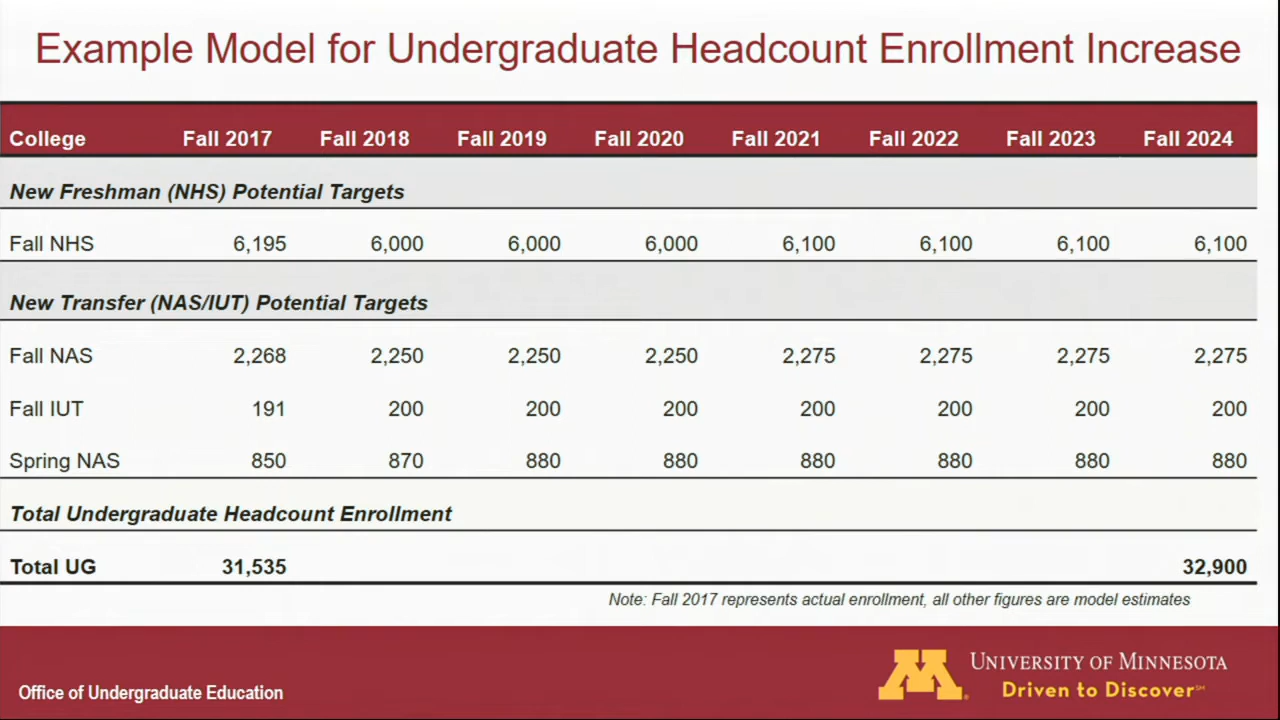 Example Model for Undergraduate Headcount Enrollment Increase
College Fall 2017 Fall 2018 Fall 2019 Fall 2020 Fall 2021 Fall 2022 Fall 2023 Fall 2024
New Freshman (NHS) Potential Targets
Fall NHS 6,195 6,000 6,000 6,000 6,100 6,100 6,100 6,100
New Transfer (NAS/IUT) Potential Targets
Fall NAS 2,268 2,250 2,250 2,250 2,275 2,275 2,275 2,275
Fall IUT 191 200 200 200 200 200 200 200
Spring NAS 850 870 880 880 880 880 880 880
Total Undergraduate Headcount Enrollment
Total UG 31,535 32,900
Note: Fall 2017 represents actual enrollment, all other figures are model estimates
Office of Undergraduate Education
M®
UNIVERSITY OF MINNESOTA
Driven to Discover℠